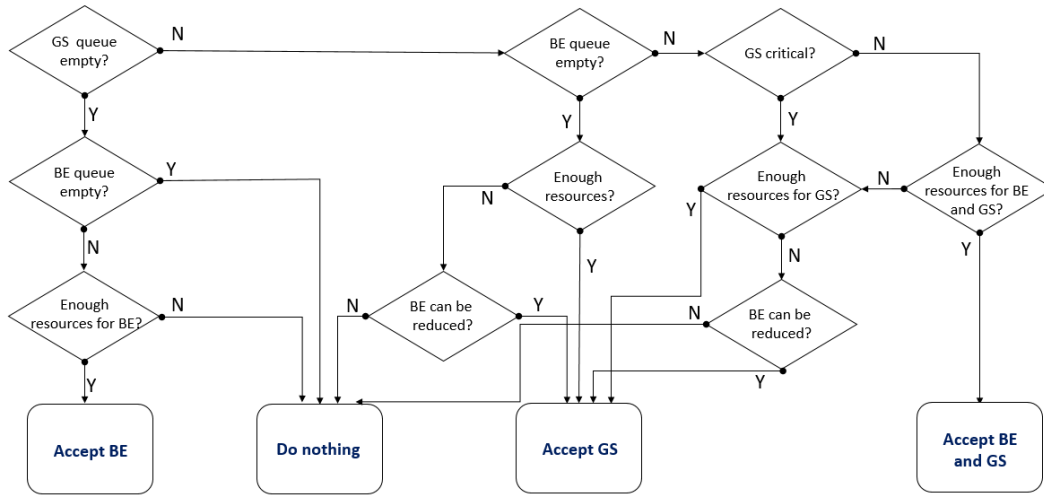 GS queue
empty?
N
BE queue
empty?
N
GS critical?
N
Y
Y
Y
BE queue
empty?
Y
Enough
resources?
N
Enough
resources for GS?
Y
N
Enough
resources for BE
and GS?
N
Y
Y
N
Enough
resources for BE?
N
BE can be
reduced?
N
Y
BE can be
reduced?
N
Y
Y
Accept BE
Do nothing
Accept GS
Accept BE
and GS